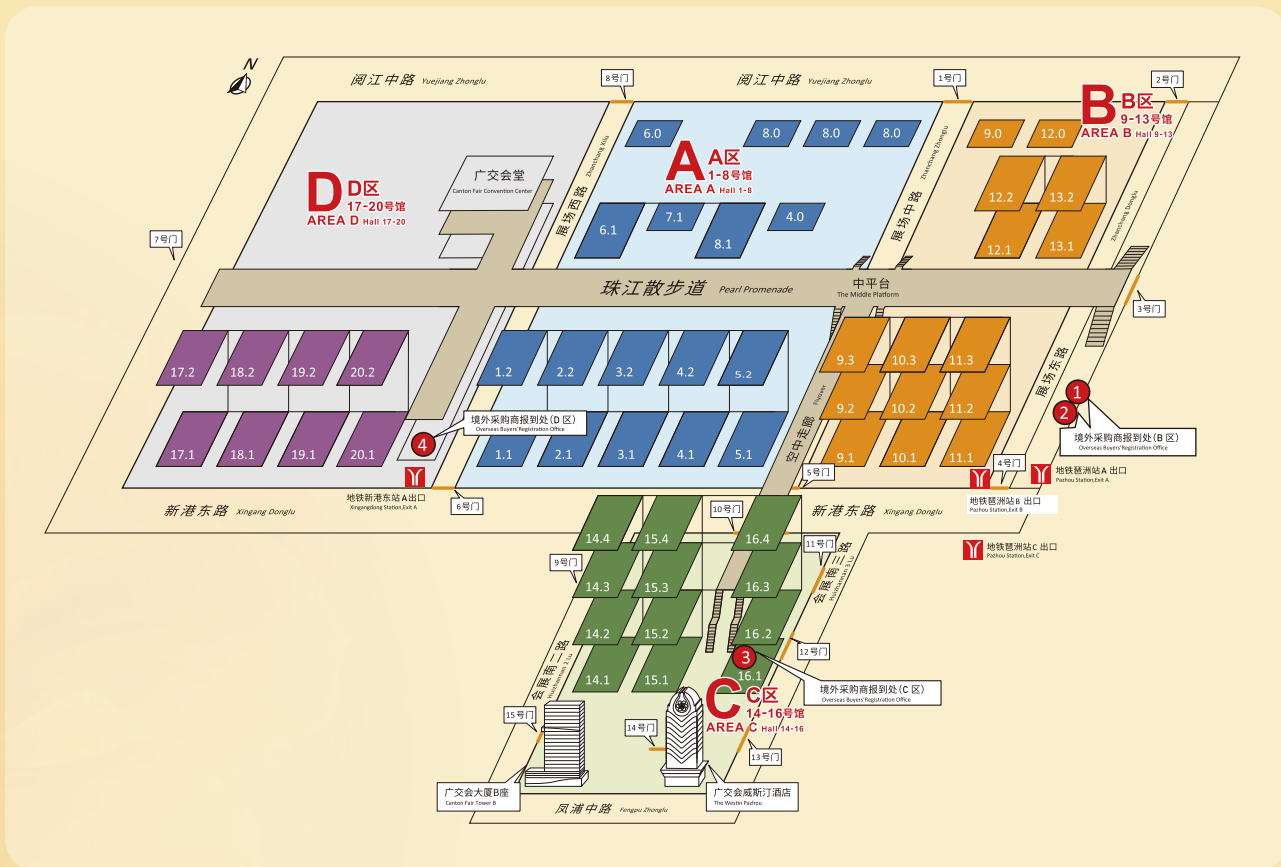 N
阅江中路 Yuejiang Zhonglu
8号门
阅江中路 Yuejiang Zhonglu
1号门
2号门
B
B区
9-13号馆
AREA B Hall 9-13
6.0
8.0
8.0
8.0
9.0
12.0
展场西路 Zhanchang Xilu
A
A区
1-8号馆
AREA A Hall 1-8
展场中路 Zhanchang Zhonglu
广交会堂
Canton Fair Convention Center
D
D区
17-20号馆
AREA D Hall 17-20
12.2
13.2
6.1
7.1
8.1
4.0
12.1
13.1
Zhanchang Donglu
7号门
珠江散步道 Pearl Promenade
中平台
The Middle Platform
3号门
17.2
18.2
19.2
20.2
1.2
2.2
3.2
4.2
5.2
9.3
10.3
11.3
展场东路
空中走廊 Flyover
9.2
10.2
11.2
1
2
4
境外采购商报到处(D 区)
Overseas Buyers'Registration Office
境外采购商报到处(B 区)
Overseas Buyers'Registration Office
17.1
18.1
19.1
20.1
1.1
2.1
3.1
4.1
5.1
9.1
10.1
11.1
4号门
5号门
地铁琶洲站A 出口
Pazhou Station,Exit A
地铁新港东站A出口
Xingangdong Station,Exit A
6号门
地铁琶洲站B 出口
Pazhou Station,Exit B
新港东路 Xingang Donglu
10号门
新港东路 Xingang Donglu
14.4
15.4
16.4
11号门
地铁琶洲站C 出口
Pazhou Station,Exit C
9号门
会展南三路 Huizhannan 3 Lu
14.3
15.3
16.3
14.2
15.2
16.2
12号门
会展南二路 Huizhannan 2 Lu
3
14.1
15.1
16.1
境外采购商报到处(C 区)
Overseas Buyers'Registration Office
C
C区
14-16号馆
AREA C Hall 14-16
15号门
14号门
13号门
广交会大厦B座
Canton Fair Tower B
广交会威斯汀酒店
The Westin Pazhou
凤浦中路 Fengpu Zhonglu